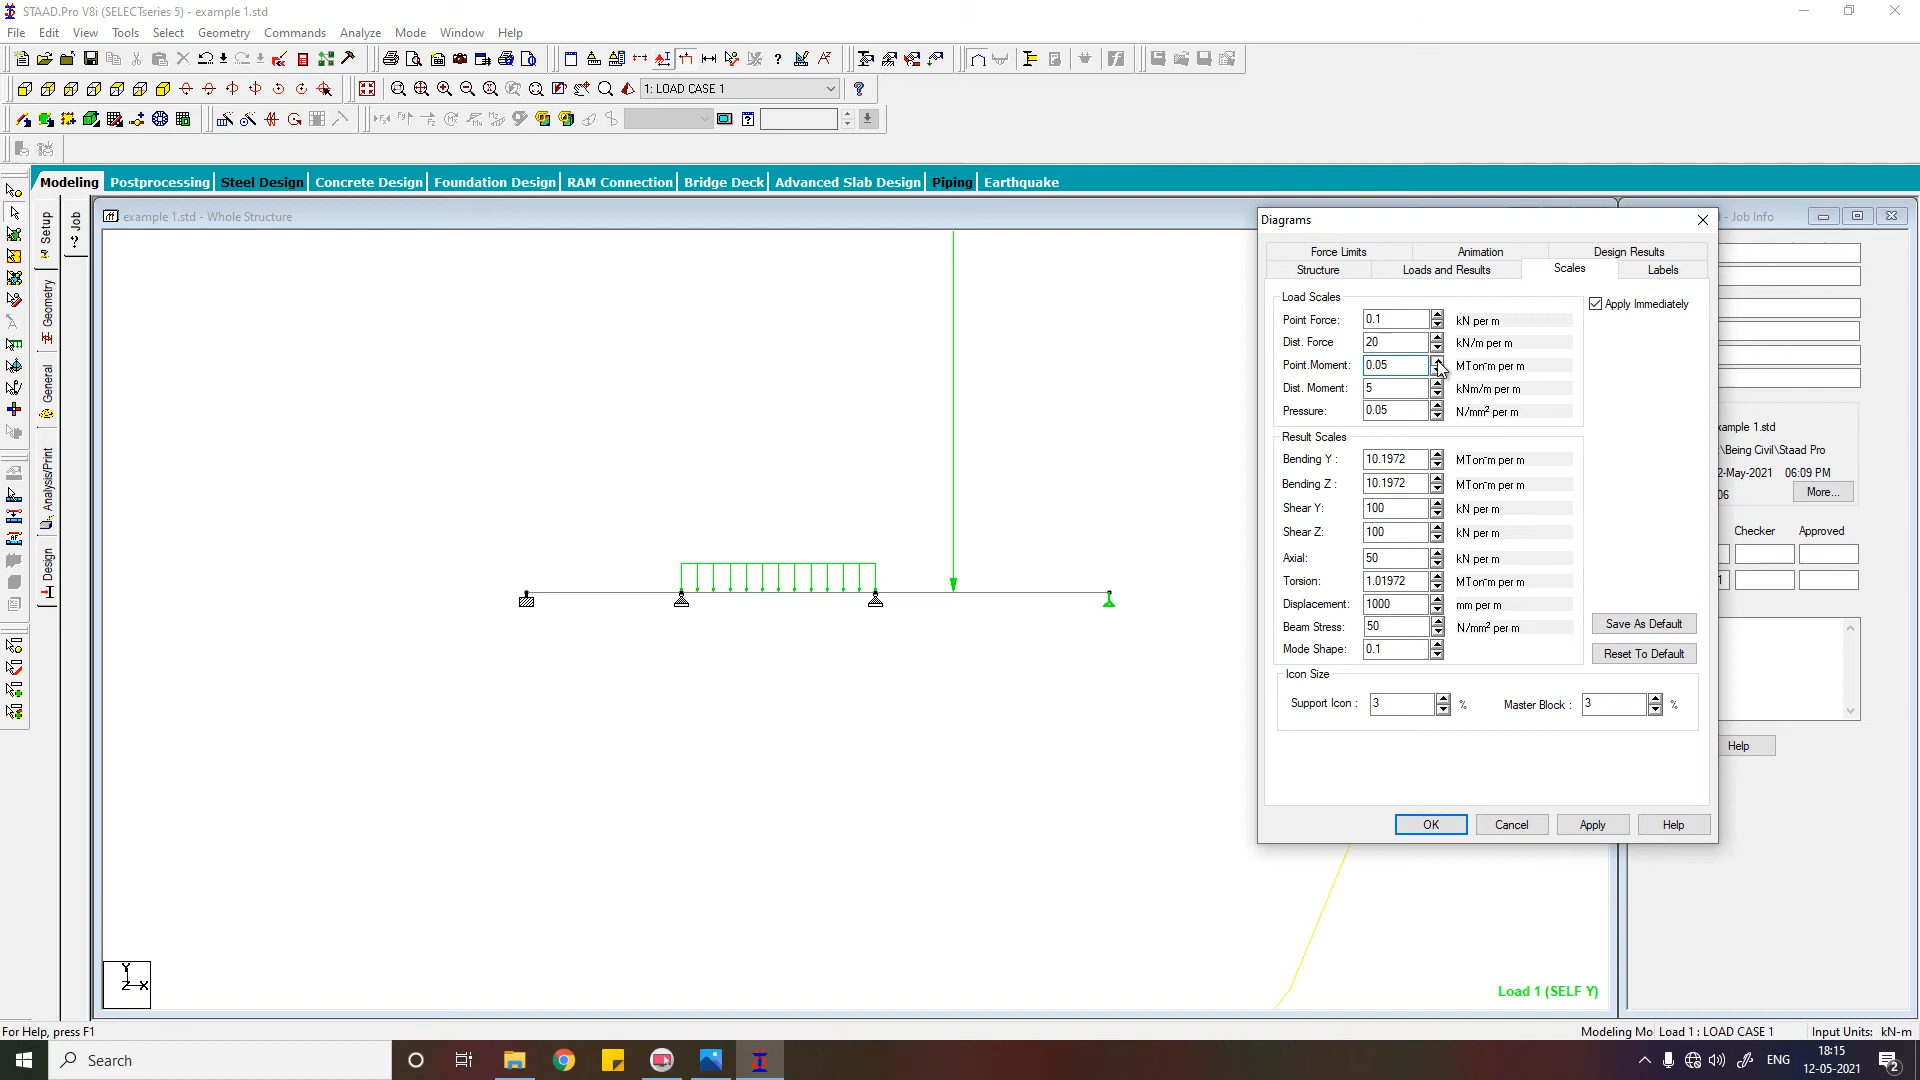 STAAD.Pro V8i (SELECTseries 5) - example 1.std
File Edit View Tools Select Geometry Commands Analyze Mode Window Help
1: LOAD CASE 1
Modeling Postprocessing Steel Design Concrete Design Foundation Design RAM Connection Bridge Deck Advanced Slab Design Piping Earthquake
Setup
Geometry
General
Analysis/Print
Design
Job
example 1.std - Whole Structure
Load 1 (SELF Y)
Y
Z X
Diagrams
Force Limits Animation Design Results
Structure Loads and Results Scales Labels
Load Scales
Apply Immediately
Point Force: 0.1 kN per m
Dist. Force 20 kN/m per m
Point.Moment: 0.05 MTon-m per m
Dist. Moment: 5 kNm/m per m
Pressure: 0.05 N/mm2 per m
Result Scales
Bending Y : 10.1972 MTon-m per m
Bending Z : 10.1972 MTon-m per m
Shear Y: 100 kN per m
Shear Z: 100 kN per m
Axial: 50 kN per m
Torsion: 1.01972 MTon-m per m
Displacement: 1000 mm per m
Beam Stress: 50 N/mm2 per m
Mode Shape: 0.1
Save As Default
Reset To Default
Icon Size
Support Icon : 3 % Master Block : 3 %
OK Cancel Apply Help
- Job Info
xample 1.std
:\Being Civil\Staad Pro
2-May-2021 06:09 PM
06 More...
Checker Approved
Help
For Help, press F1
Modeling Mo Load 1 : LOAD CASE 1 Input Units: kN-m
Search
ENG
18:15
12-05-2021
2